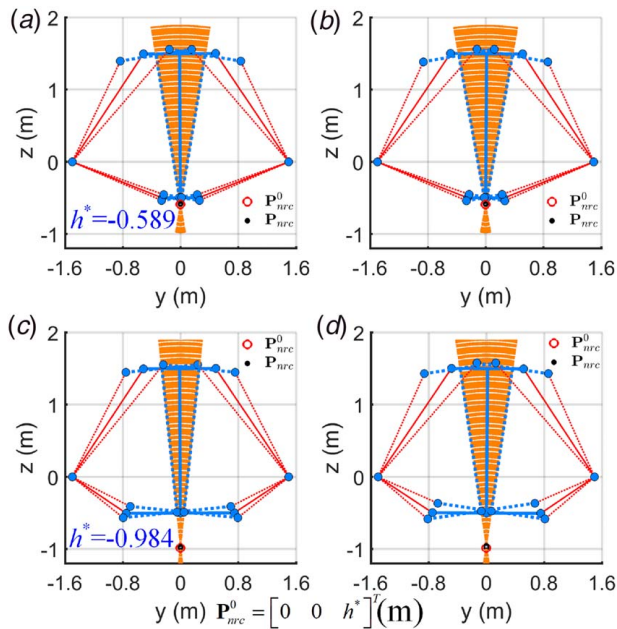 (a)
2
1
0
-1
z (m)
-1.6 -0.8 0 0.8 1.6
y (m)
h*=-0.589
P⁰nrc
Pnrc
(b)
2
1
0
-1
z (m)
-1.6 -0.8 0 0.8 1.6
y (m)
P⁰nrc
Pnrc
(c)
2
1
0
-1
z (m)
-1.6 -0.8 0 0.8 1.6
y (m)
h*=-0.984
P⁰nrc
Pnrc
(d)
2
1
0
-1
z (m)
-1.6 -0.8 0 0.8 1.6
y (m)
P⁰nrc
Pnrc
P⁰nrc = [0 0 h*]ᵀ(m)